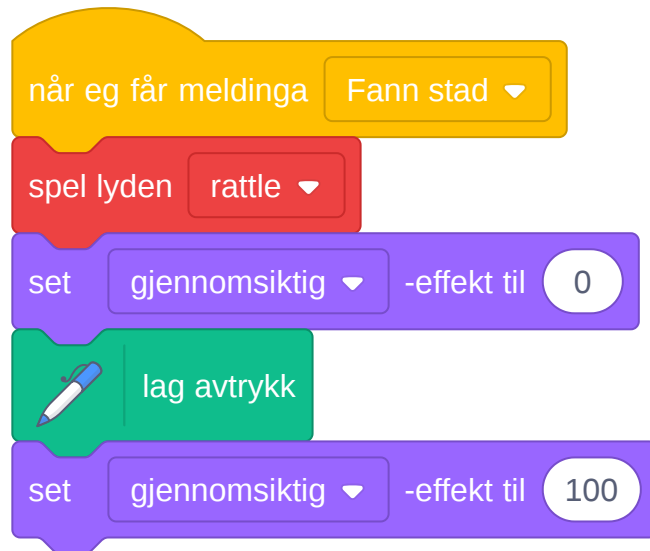 når eg får meldinga Fann stad
spel lyden rattle
set gjennomsiktig -effekt til 0
lag avtrykk
set gjennomsiktig -effekt til 100